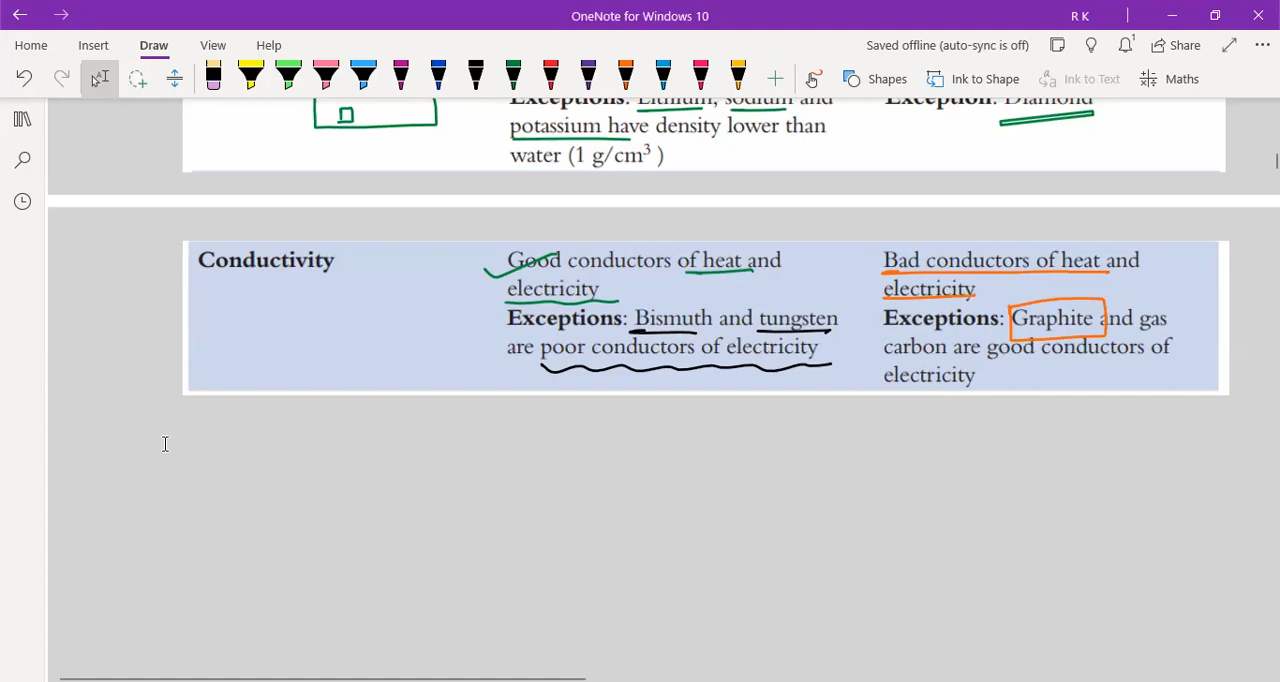 OneNote for Windows 10
R K
Home Insert Draw View Help
Saved offline (auto-sync is off) 1 Share
Shapes Ink to Shape Ink to Text Maths
Exceptions: Lithium, sodium and
potassium have density lower than
water (1 g/cm³ )
Exception: Diamond
Conductivity
Good conductors of heat and
electricity
Exceptions: Bismuth and tungsten
are poor conductors of electricity
Bad conductors of heat and
electricity
Exceptions: Graphite and gas
carbon are good conductors of
electricity